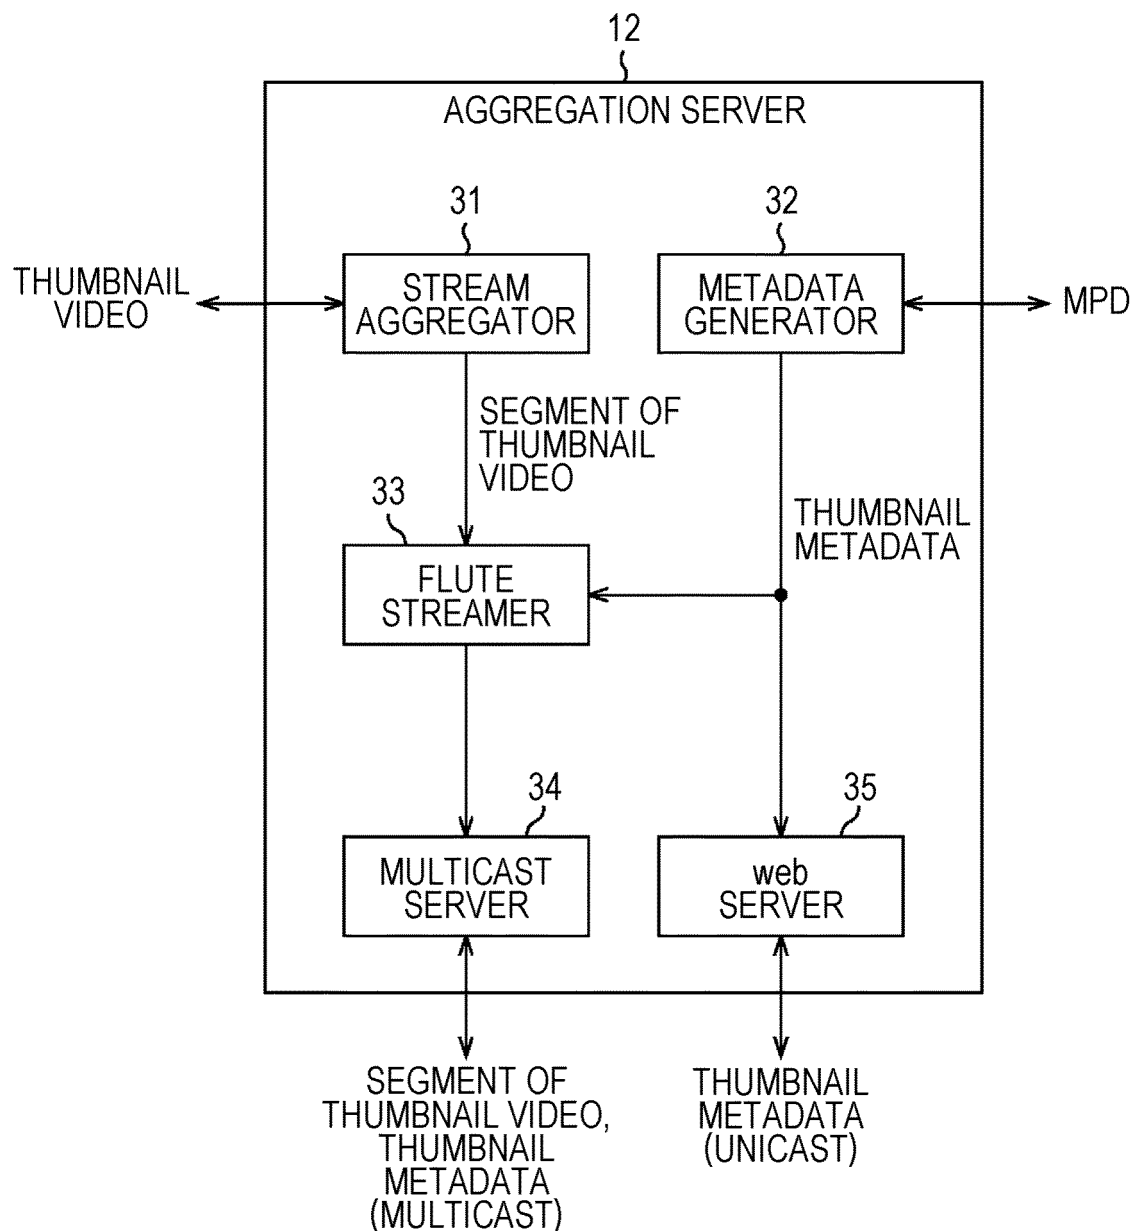 12
AGGREGATION SERVER
31
32
THUMBNAIL
VIDEO
STREAM
AGGREGATOR
METADATA
GENERATOR
MPD
SEGMENT OF
THUMBNAIL
VIDEO
33
THUMBNAIL
METADATA
FLUTE
STREAMER
34
35
MULTICAST
SERVER
web
SERVER
SEGMENT OF
THUMBNAIL VIDEO,
THUMBNAIL
METADATA
(MULTICAST)
THUMBNAIL
METADATA
(UNICAST)